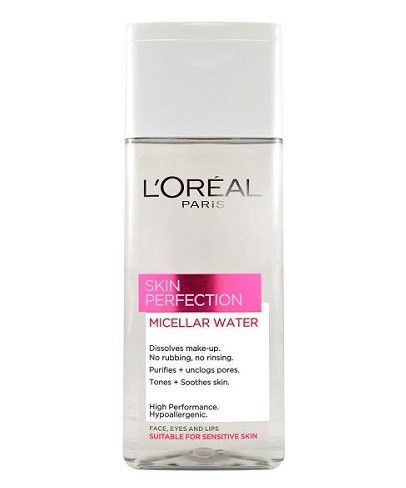 L'ORÉAL
PARIS
SKIN
PERFECTION
MICELLAR WATER
Dissolves make-up.
No rubbing, no rinsing.
Purifies + unclogs pores.
Tones + Soothes skin.
High Performance.
Hypoallergenic.
FACE, EYES AND LIPS
SUITABLE FOR SENSITIVE SKIN